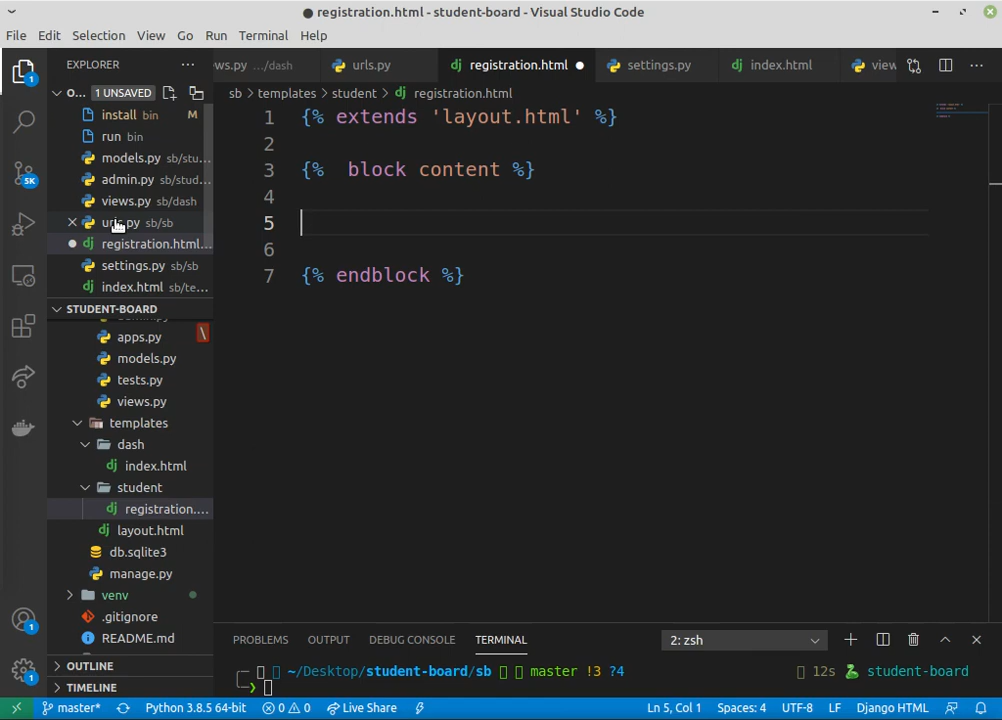 registration.html - student-board - Visual Studio Code
File Edit Selection View Go Run Terminal Help
EXPLORER
ws.py .../dash urls.py registration.html settings.py index.html view
O... 1 UNSAVED
sb > templates > student > registration.html
install bin M
run bin
models.py sb/stu...
admin.py sb/stud...
views.py sb/dash
urls.py sb/sb
registration.html...
settings.py sb/sb
index.html sb/te...
STUDENT-BOARD
apps.py
models.py
tests.py
views.py
templates
dash
index.html
student
registration....
layout.html
db.sqlite3
manage.py
venv
.gitignore
README.md
OUTLINE
TIMELINE
1 {% extends 'layout.html' %}
2
3 {%  block content %}
4
5
6
7 {% endblock %}
PROBLEMS OUTPUT DEBUG CONSOLE TERMINAL 2: zsh
~/Desktop/student-board/sb master !3 ?4 12s student-board
master* Python 3.8.5 64-bit 0 0 Live Share Ln 5, Col 1 Spaces: 4 UTF-8 LF Django HTML